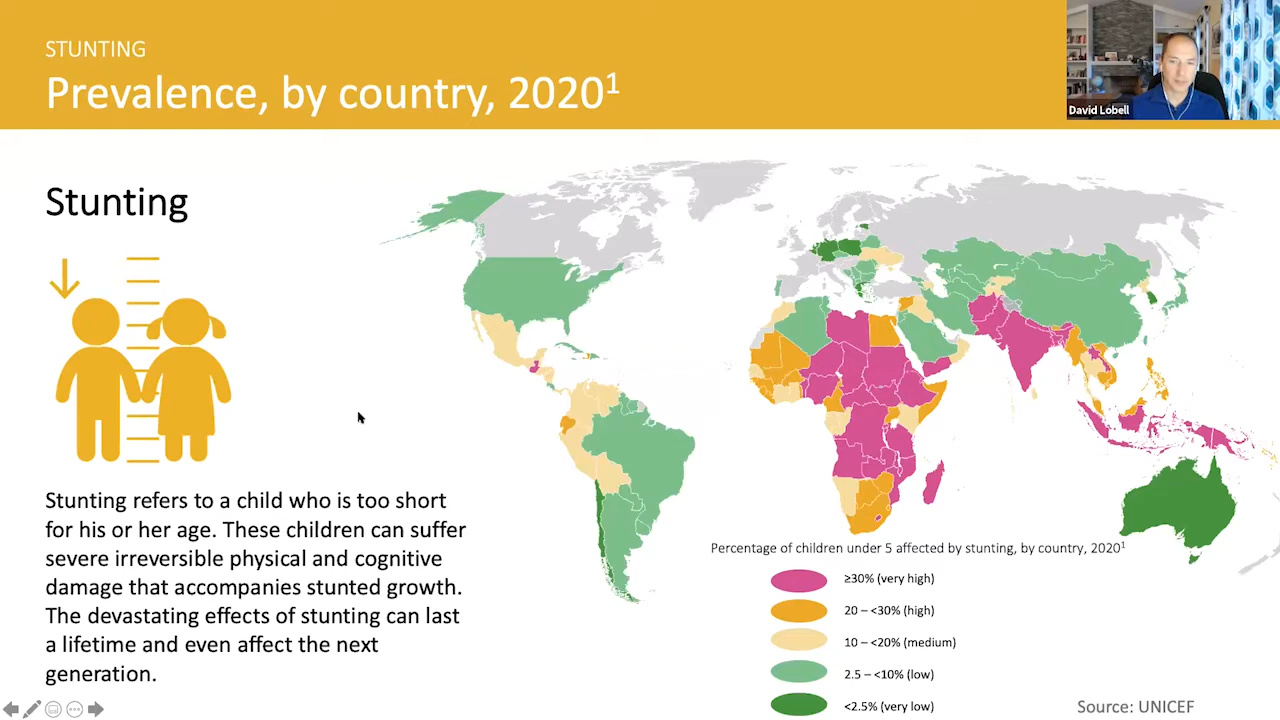 STUNTING
Prevalence, by country, 2020¹
David Lobell
Stunting
Stunting refers to a child who is too short
for his or her age. These children can suffer
severe irreversible physical and cognitive
damage that accompanies stunted growth.
The devastating effects of stunting can last
a lifetime and even affect the next
generation.
Percentage of children under 5 affected by stunting, by country, 2020¹
≥30% (very high)
20 – <30% (high)
10 – <20% (medium)
2.5 – <10% (low)
<2.5% (very low)
Source: UNICEF